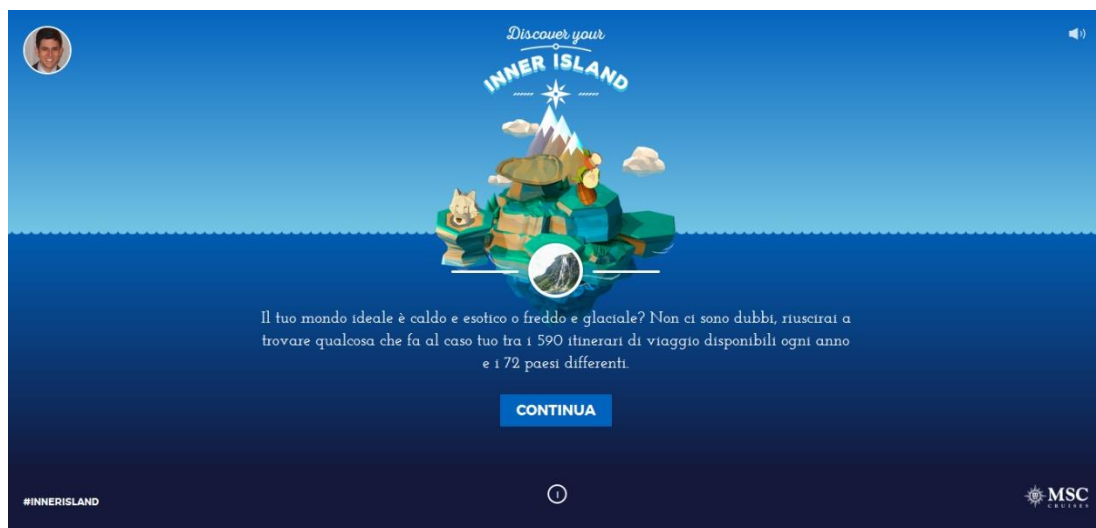 Discover your
INNER ISLAND
Il tuo mondo ideale è caldo e esotico o freddo e glaciale? Non ci sono dubbi, riuscirai a
trovare qualcosa che fa al caso tuo tra i 590 itinerari di viaggio disponibili ogni anno
e i 72 paesi differenti.
CONTINUA
#INNERISLAND
MSC
CRUISES